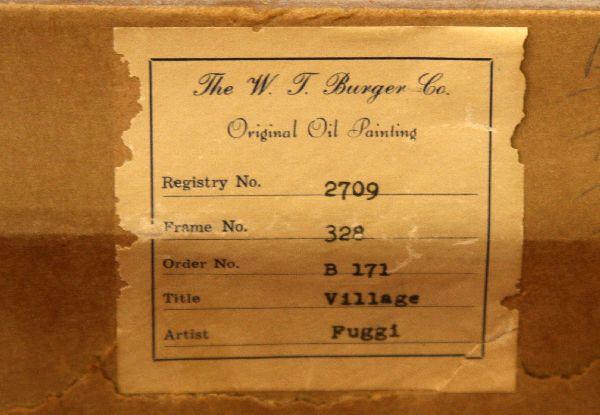 The W. T. Burger Co.
Original Oil Painting
Registry No. 2709
Frame No. 328
Order No. B 171
Title Village
Artist Fuggi